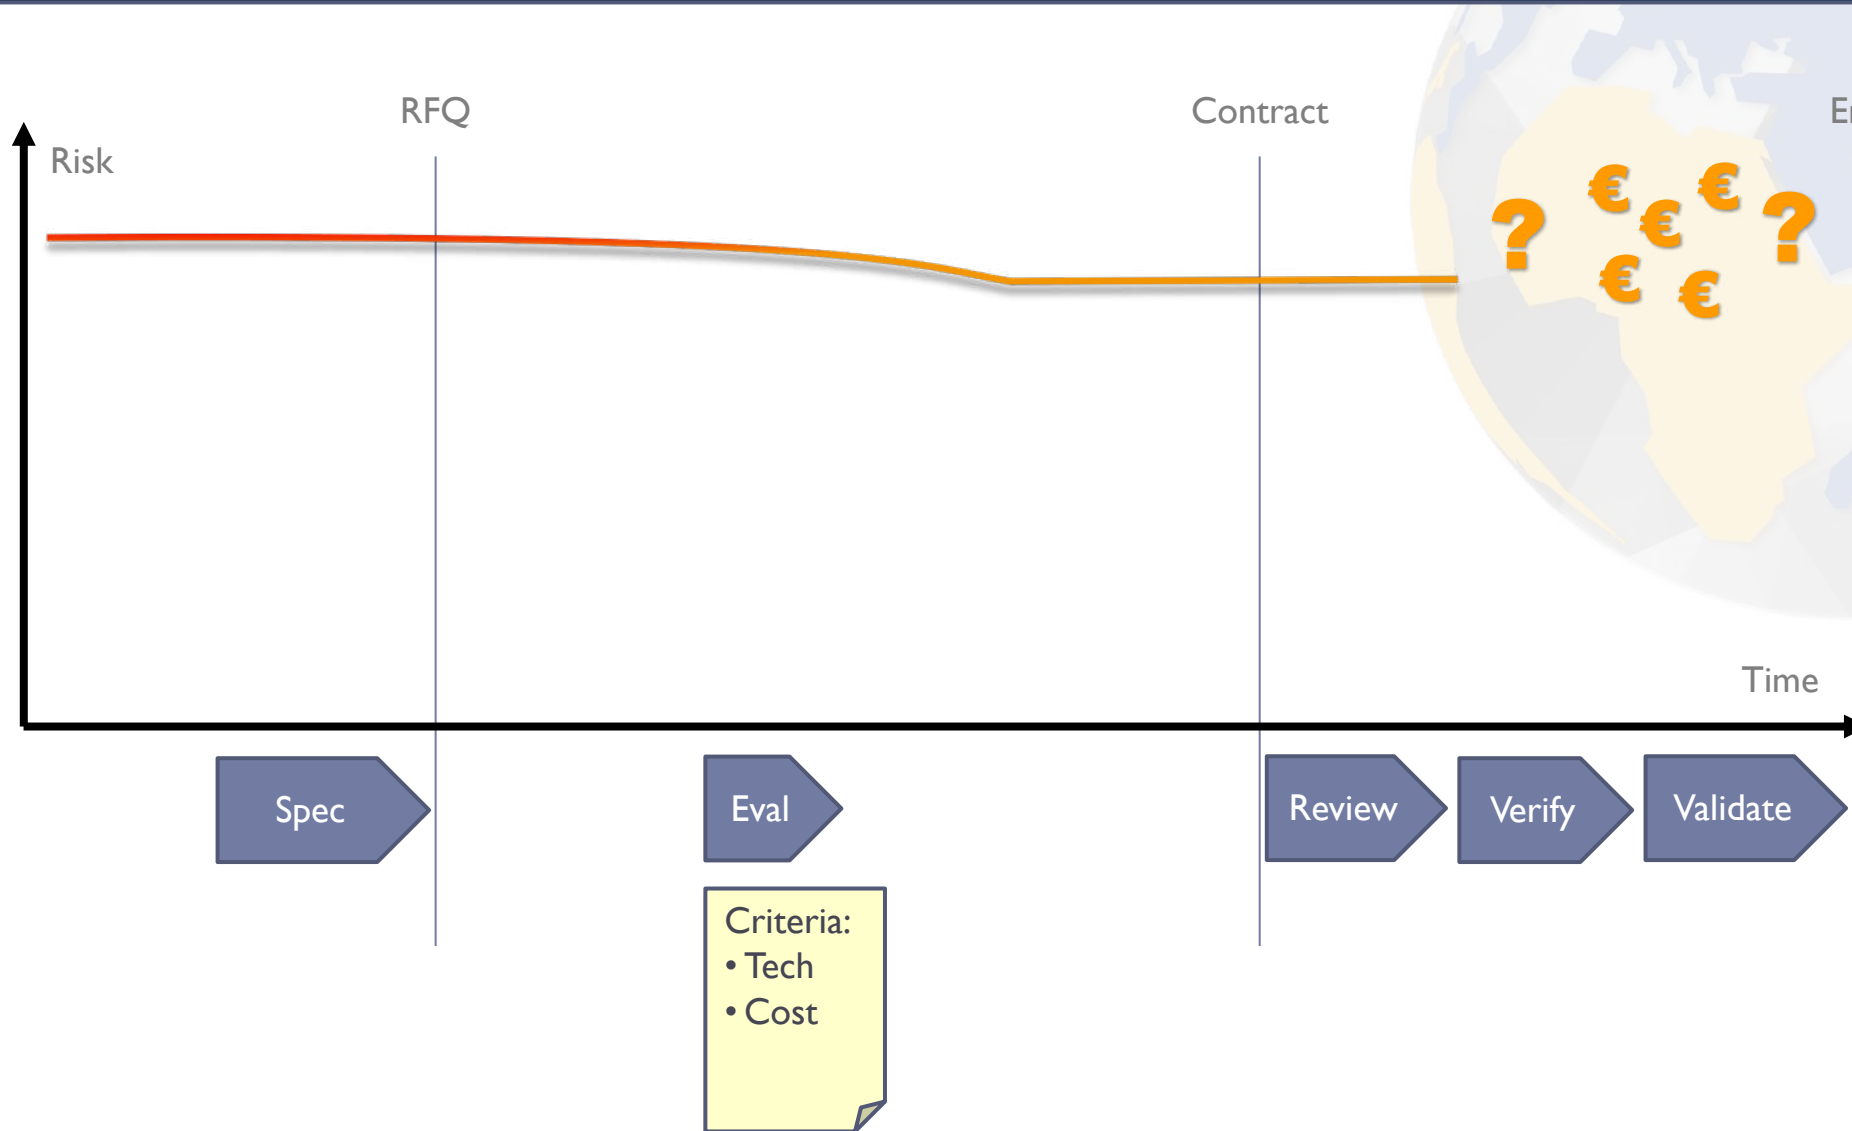 RFQ
Contract
Risk
? € € € € € ?
Time
Spec
Eval
Review
Verify
Validate
Criteria:
• Tech
• Cost